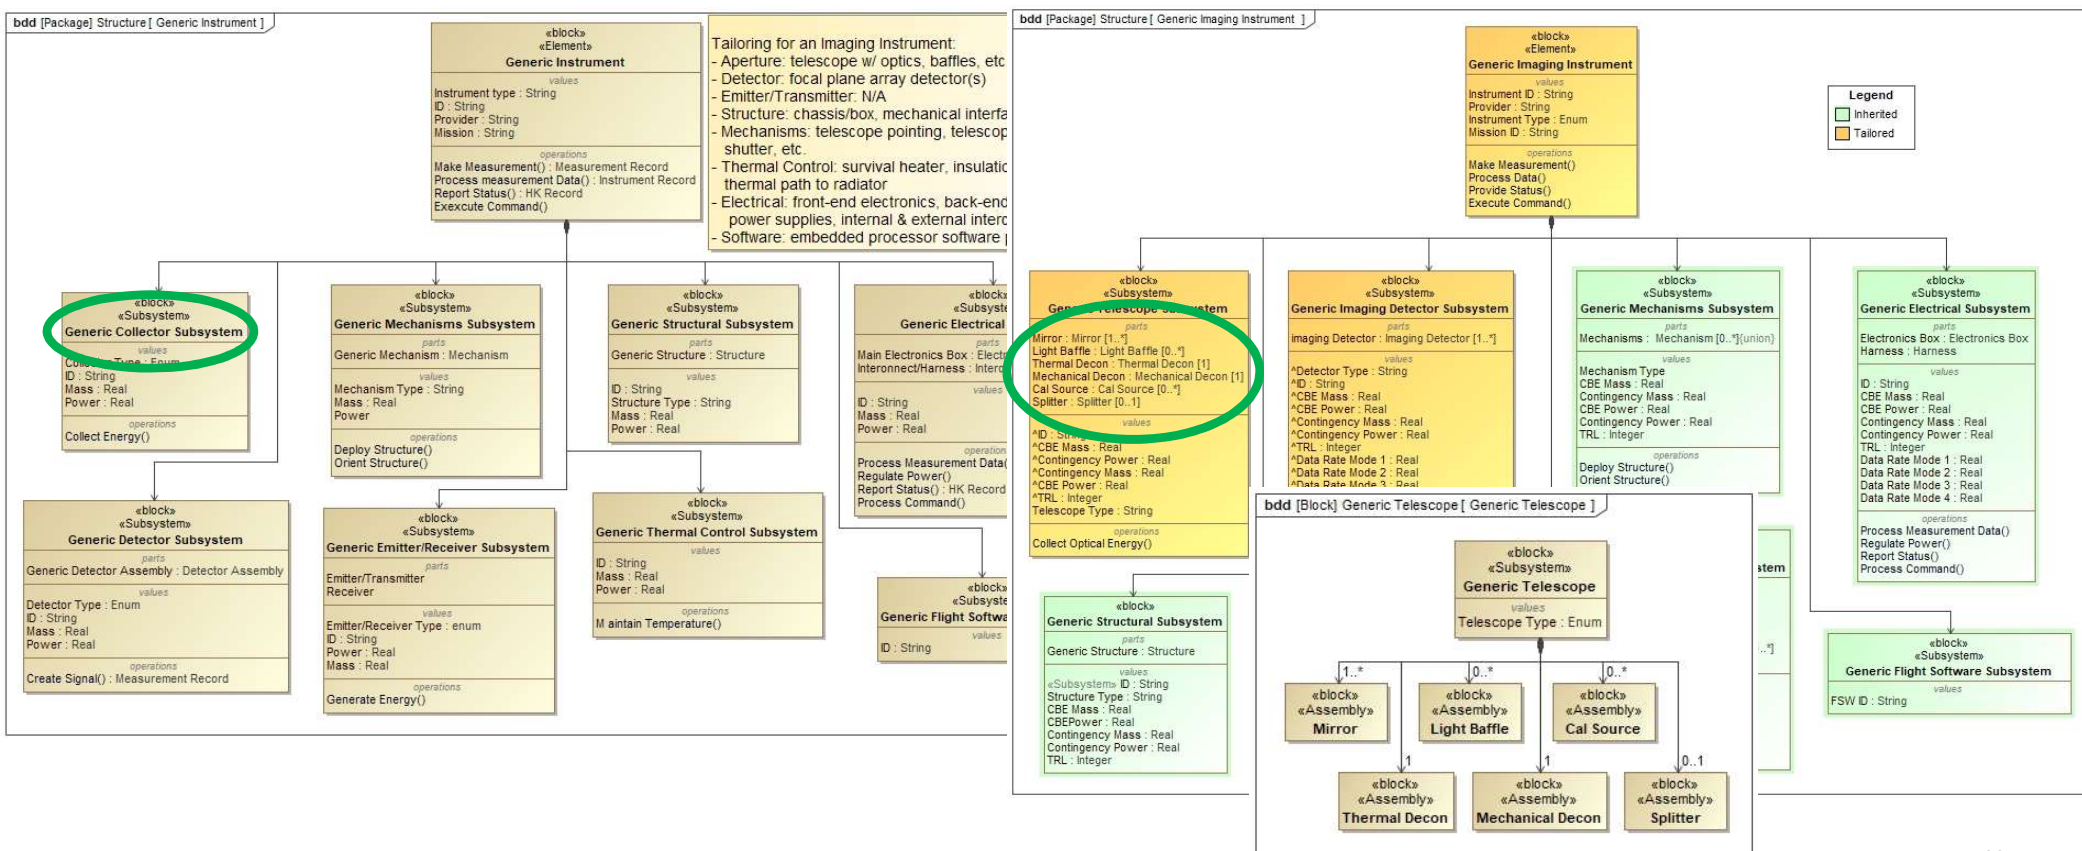 bdd [Package] Structure [ Generic Instrument ]
«block»
«Element»
Generic Instrument
values
Instrument type : String
ID : String
Provider : String
Mission : String
operations
Make Measurement() : Measurement Record
Process measurement Data() : Instrument Record
Report Status() : HK Record
Exexcute Command()
Tailoring for an Imaging Instrument:
- Aperture: telescope w/ optics, baffles, etc
- Detector: focal plane array detector(s)
- Emitter/Transmitter: N/A
- Structure: chassis/box, mechanical interfa
- Mechanisms: telescope pointing, telescop
shutter, etc.
- Thermal Control: survival heater, insulatio
thermal path to radiator
- Electrical: front-end electronics, back-end
power supplies, internal & external interc
- Software: embedded processor software
«block»
«Subsystem»
Generic Collector Subsystem
values
Collector Type : Enum
ID : String
Mass : Real
Power : Real
operations
Collect Energy()
«block»
«Subsystem»
Generic Mechanisms Subsystem
parts
Generic Mechanism : Mechanism
values
Mechanism Type : String
Mass : Real
Power
operations
Deploy Structure()
Orient Structure()
«block»
«Subsystem»
Generic Structural Subsystem
parts
Generic Structure : Structure
values
ID : String
Structure Type : String
Mass : Real
Power : Real
«block»
«Subsyste
Generic Electrical
parts
Main Electronics Box : Electr
Interconnect/Harness : Interc
values
ID : String
Mass : Real
Power : Real
operation
Process Measurement Data(
Regulate Power()
Report Status() : HK Record
Process Command()
«block»
«Subsystem»
Generic Detector Subsystem
parts
Generic Detector Assembly : Detector Assembly
values
Detector Type : Enum
ID : String
Mass : Real
Power : Real
operations
Create Signal() : Measurement Record
«block»
«Subsystem»
Generic Emitter/Receiver Subsystem
parts
Emitter/Transmitter
Receiver
values
Emitter/Receiver Type : enum
ID : String
Power : Real
Mass : Real
operations
Generate Energy()
«block»
«Subsystem»
Generic Thermal Control Subsystem
values
ID : String
Mass : Real
Power : Real
operations
M aintain Temperature()
«block»
«Subsyste
Generic Flight Softwa
values
ID : String
bdd [Package] Structure [ Generic Imaging Instrument ]
«block»
«Element»
Generic Imaging Instrument
values
Instrument ID : String
Provider : String
Instrument Type : Enum
Mission ID : String
operations
Make Measurement()
Process Data()
Provide Status()
Execute Command()
Legend
Inherited
Tailored
«block»
«Subsystem»
Generic Telescope Subsystem
parts
Mirror : Mirror [1..*]
Light Baffle : Light Baffle [0..*]
Thermal Decon : Thermal Decon [1]
Mechanical Decon : Mechanical Decon [1]
Cal Source : Cal Source [0..*]
Splitter : Splitter [0..1]
values
^ID : String
^CBE Mass : Real
^Contingency Power : Real
^Contingency Mass : Real
^CBE Power : Real
^TRL : Integer
Telescope Type : String
operations
Collect Optical Energy()
«block»
«Subsystem»
Generic Imaging Detector Subsystem
parts
Imaging Detector : Imaging Detector [1..*]
values
^Detector Type : String
^ID : String
^CBE Mass : Real
^CBE Power : Real
^Contingency Mass : Real
^Contingency Power : Real
^TRL : Integer
^Data Rate Mode 1 : Real
^Data Rate Mode 2 : Real
^Data Rate Mode 3 : Real
«block»
«Subsystem»
Generic Mechanisms Subsystem
parts
Mechanisms : Mechanism [0..*]{union}
values
Mechanism Type
CBE Mass : Real
Contingency Mass : Real
CBE Power : Real
Contingency Power : Real
TRL : Integer
operations
Deploy Structure()
Orient Structure()
«block»
«Subsystem»
Generic Electrical Subsystem
parts
Electronics Box : Electronics Box
Harness : Harness
values
ID : String
CBE Mass : Real
CBE Power : Real
Contingency Mass : Real
Contingency Power : Real
TRL : Integer
Data Rate Mode 1 : Real
Data Rate Mode 2 : Real
Data Rate Mode 3 : Real
Data Rate Mode 4 : Real
operations
Process Measurement Data()
Regulate Power()
Report Status()
Process Command()
«block»
«Subsystem»
Generic Structural Subsystem
parts
Generic Structure : Structure
values
«Subsystem» ID : String
Structure Type : String
CBE Mass : Real
CBEPower : Real
Contingency Mass : Real
Contingency Power : Real
TRL : Integer
stem
..*]
«block»
«Subsystem»
Generic Flight Software Subsystem
values
FSW ID : String
bdd [Block] Generic Telescope [ Generic Telescope ]
«block»
«Subsystem»
Generic Telescope
values
Telescope Type : Enum
1..*
0..*
0..*
«block»
«Assembly»
Mirror
«block»
«Assembly»
Light Baffle
«block»
«Assembly»
Cal Source
1
1
0..1
«block»
«Assembly»
Thermal Decon
«block»
«Assembly»
Mechanical Decon
«block»
«Assembly»
Splitter